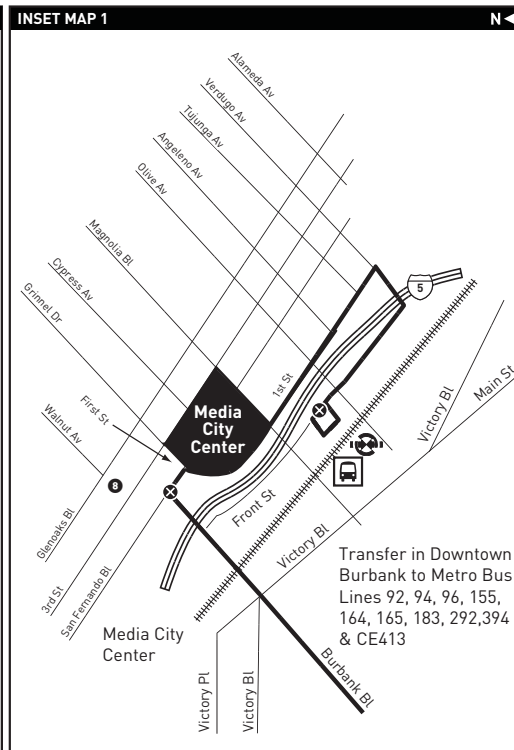 INSET MAP 1
N
Alameda Av
Verdugo Av
Tujunga Av
Angeleno Av
Olive Av
Magnolia Bl
Cypress Av
Grinnel Dr
First St
Walnut Av
8
Glenoaks Bl
3rd St
San Fernando Bl
Media
City
Center
1st St
5
Front St
Victory Bl
Victory Bl
Main St
Media City
Center
Victory Pl
Victory Bl
Burbank Bl
Transfer in Downtown
Burbank to Metro Bus
Lines 92, 94, 96, 155,
164, 165, 183, 292,394
& CE413